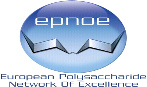 epnoe
European Polysaccharide
Network Of Excellence